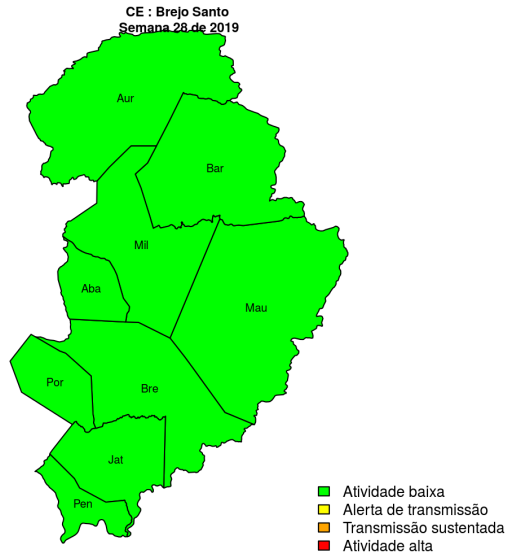 CE : Brejo Santo
Semana 28 de 2019
Aur
Bar
Mil
Aba
Mau
Por
Bre
Jat
Pen
Atividade baixa
Alerta de transmissão
Transmissão sustentada
Atividade alta